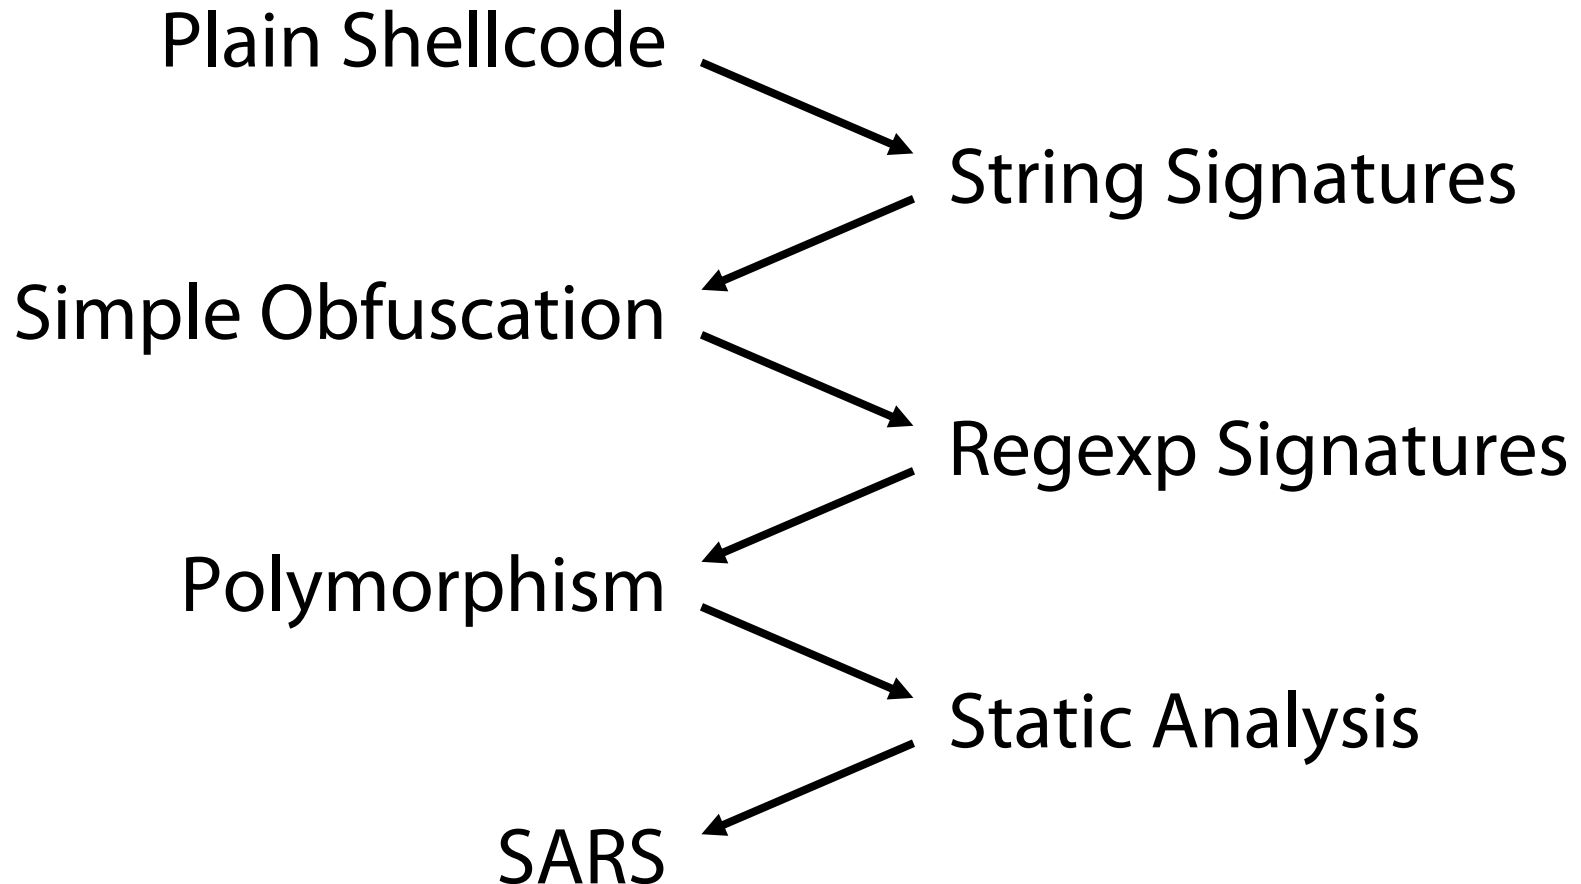 Plain Shellcode
String Signatures
Simple Obfuscation
Regexp Signatures
Polymorphism
Static Analysis
SARS